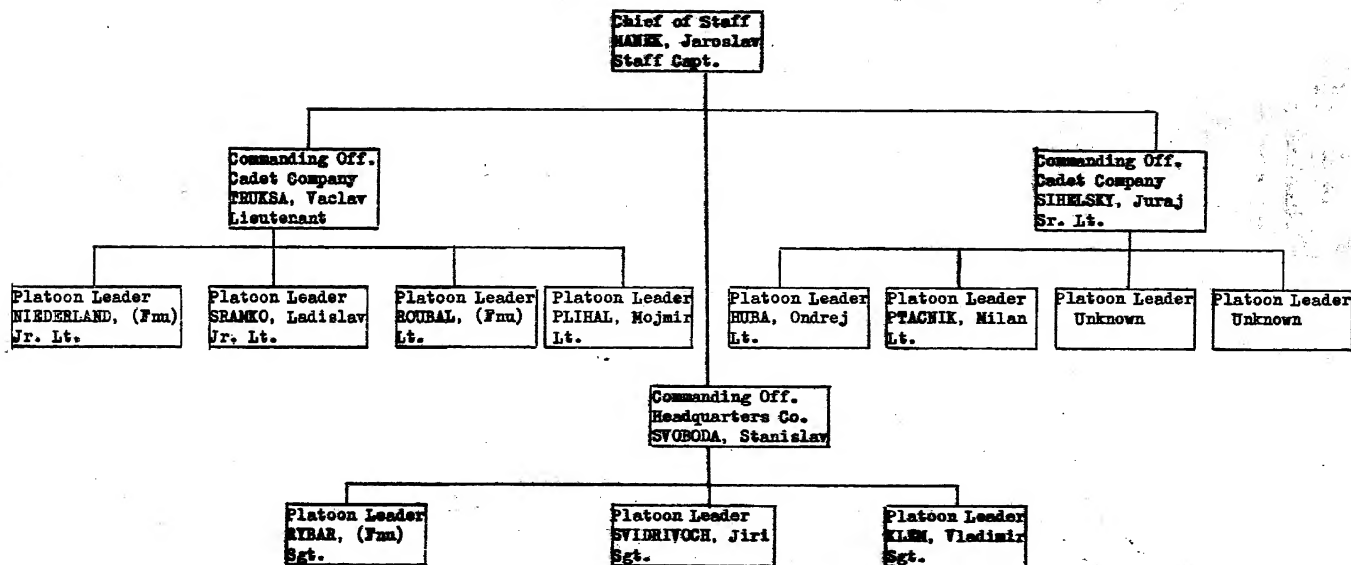 Chief of Staff
MANEK, Jaroslav
Staff Capt.
Commanding Off.
Cadet Company
TRUKSA, Vaclav
Lieutenant
Commanding Off.
Cadet Company
SIHELSKY, Juraj
Sr. Lt.
Platoon Leader
NIEDERLAND, (Fnu)
Jr. Lt.
Platoon Leader
SRAMKO, Ladislav
Jr. Lt.
Platoon Leader
ROUBAL, (Fnu)
Lt.
Platoon Leader
PLIHAL, Mojmir
Lt.
Platoon Leader
HUBA, Ondrej
Lt.
Platoon Leader
PTACNIK, Milan
Lt.
Platoon Leader
Unknown
Platoon Leader
Unknown
Commanding Off.
Headquarters Co.
SVOBODA, Stanislav
Platoon Leader
RYBAR, (Fnu)
Sgt.
Platoon Leader
SVIDRIVOCH, Jiri
Sgt.
Platoon Leader
KLEM, Vladimir
Sgt.